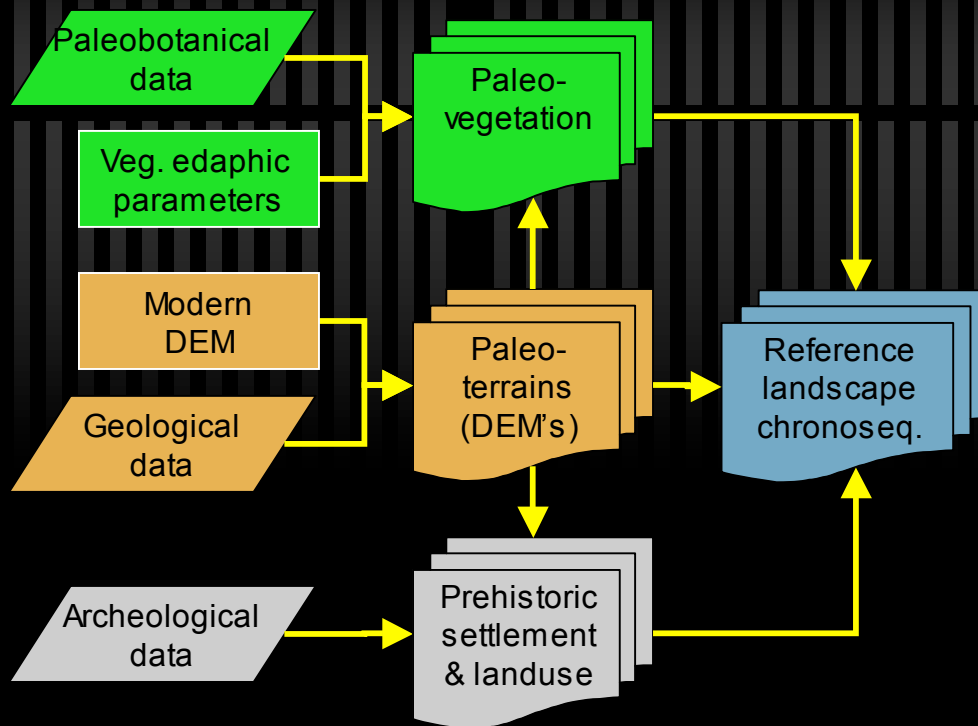 Paleobotanical
data
Veg. edaphic
parameters
Paleo-
vegetation
Modern
DEM
Geological
data
Paleo-
terrains
(DEM's)
Reference
landscape
chronoseq.
Archeological
data
Prehistoric
settlement
& landuse